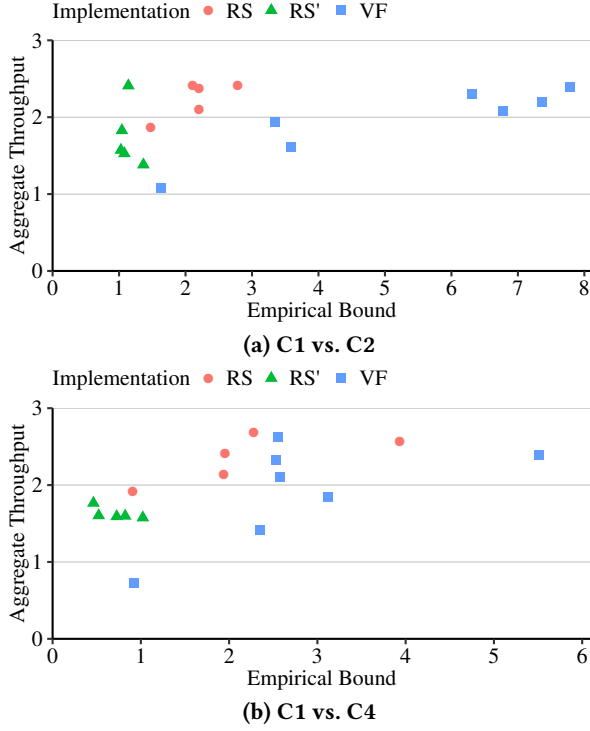 Implementation RS RS' VF
3
2
1
0
Aggregate Throughput
0 1 2 3 4 5 6 7 8
Empirical Bound
(a) C1 vs. C2
Implementation RS RS' VF
3
2
1
0
Aggregate Throughput
0 1 2 3 4 5 6
Empirical Bound
(b) C1 vs. C4